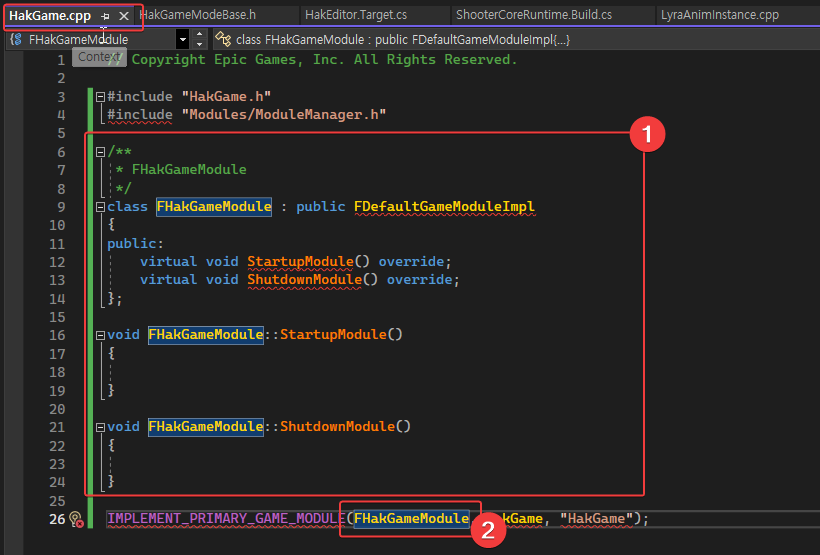 HakGame.cpp HakGameModeBase.h HakEditor.Target.cs ShooterCoreRuntime.Build.cs LyraAnimInstance.cpp
FHakGameModule class FHakGameModule : public FDefaultGameModuleImpl{...}
Context
1 // Copyright Epic Games, Inc. All Rights Reserved.
2
3 #include "HakGame.h"
4 #include "Modules/ModuleManager.h"
5
1
6 /**
7 * FHakGameModule
8 */
9 class FHakGameModule : public FDefaultGameModuleImpl
10 {
11 public:
12 virtual void StartupModule() override;
13 virtual void ShutdownModule() override;
14 };
15
16 void FHakGameModule::StartupModule()
17 {
18
19 }
20
21 void FHakGameModule::ShutdownModule()
22 {
23
24 }
25
26 IMPLEMENT_PRIMARY_GAME_MODULE(FHakGameModule, HakGame, "HakGame");
2